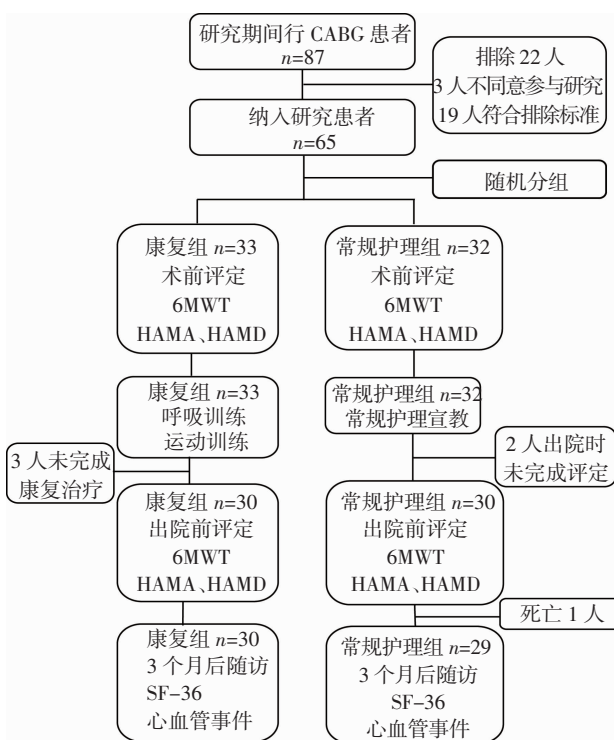 研究期间行 CABG 患者
n=87
排除 22 人
3 人不同意参与研究
19 人符合排除标准
纳入研究患者
n=65
随机分组
康复组 n=33
术前评定
6MWT
HAMA、HAMD
常规护理组 n=32
术前评定
6MWT
HAMA、HAMD
康复组 n=33
呼吸训练
运动训练
常规护理组 n=32
常规护理宣教
3 人未完成
康复治疗
2 人出院时
未完成评定
康复组 n=30
出院前评定
6MWT
HAMA、HAMD
常规护理组 n=30
出院前评定
6MWT
HAMA、HAMD
死亡 1 人
康复组 n=30
3 个月后随访
SF-36
心血管事件
常规护理组 n=29
3 个月后随访
SF-36
心血管事件